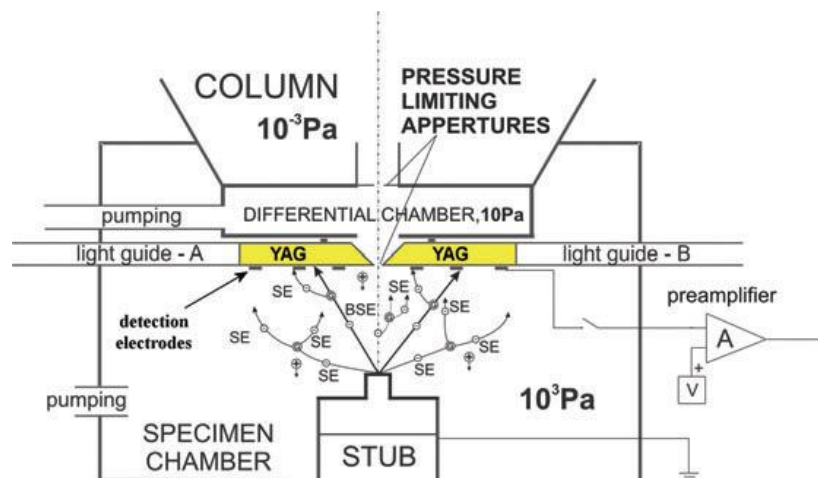 COLUMN
10⁻³Pa
PRESSURE
LIMITING
APPERTURES
pumping
DIFFERENTIAL CHAMBER, 10Pa
light guide - A
YAG
YAG
light guide - B
detection
electrodes
SE
BSE
SE
SE
SE
SE
SE
SE
SE
preamplifier
A
+
V
pumping
10³Pa
SPECIMEN
CHAMBER
STUB